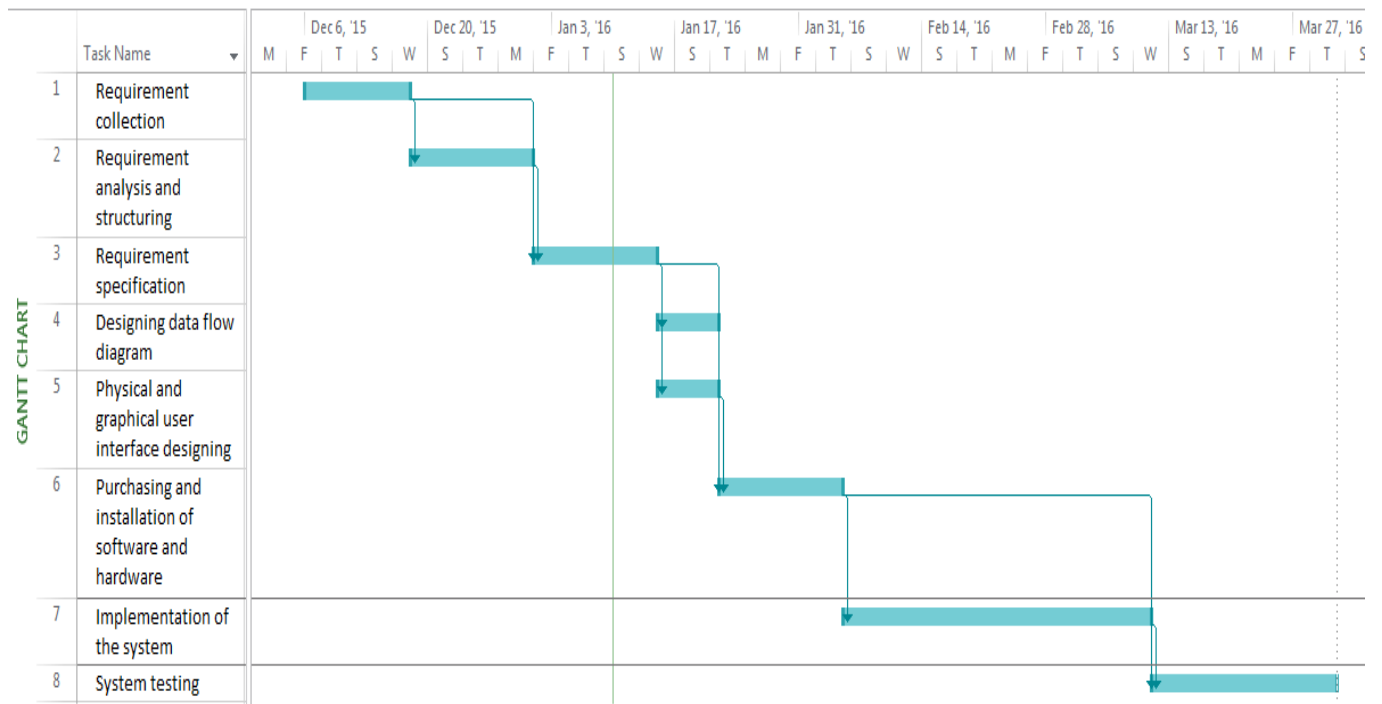 Dec 6, '15 Dec 20, '15 Jan 3, '16 Jan 17, '16 Jan 31, '16 Feb 14, '16 Feb 28, '16 Mar 13, '16 Mar 27, '16
Task Name M F T S W S T M F T S W S T M F T S W S T M F T S W S T M F T S
1 Requirement
collection
2 Requirement
analysis and
structuring
3 Requirement
specification
4 Designing data flow
diagram
5 Physical and
graphical user
interface designing
6 Purchasing and
installation of
software and
hardware
7 Implementation of
the system
8 System testing
GANTT CHART